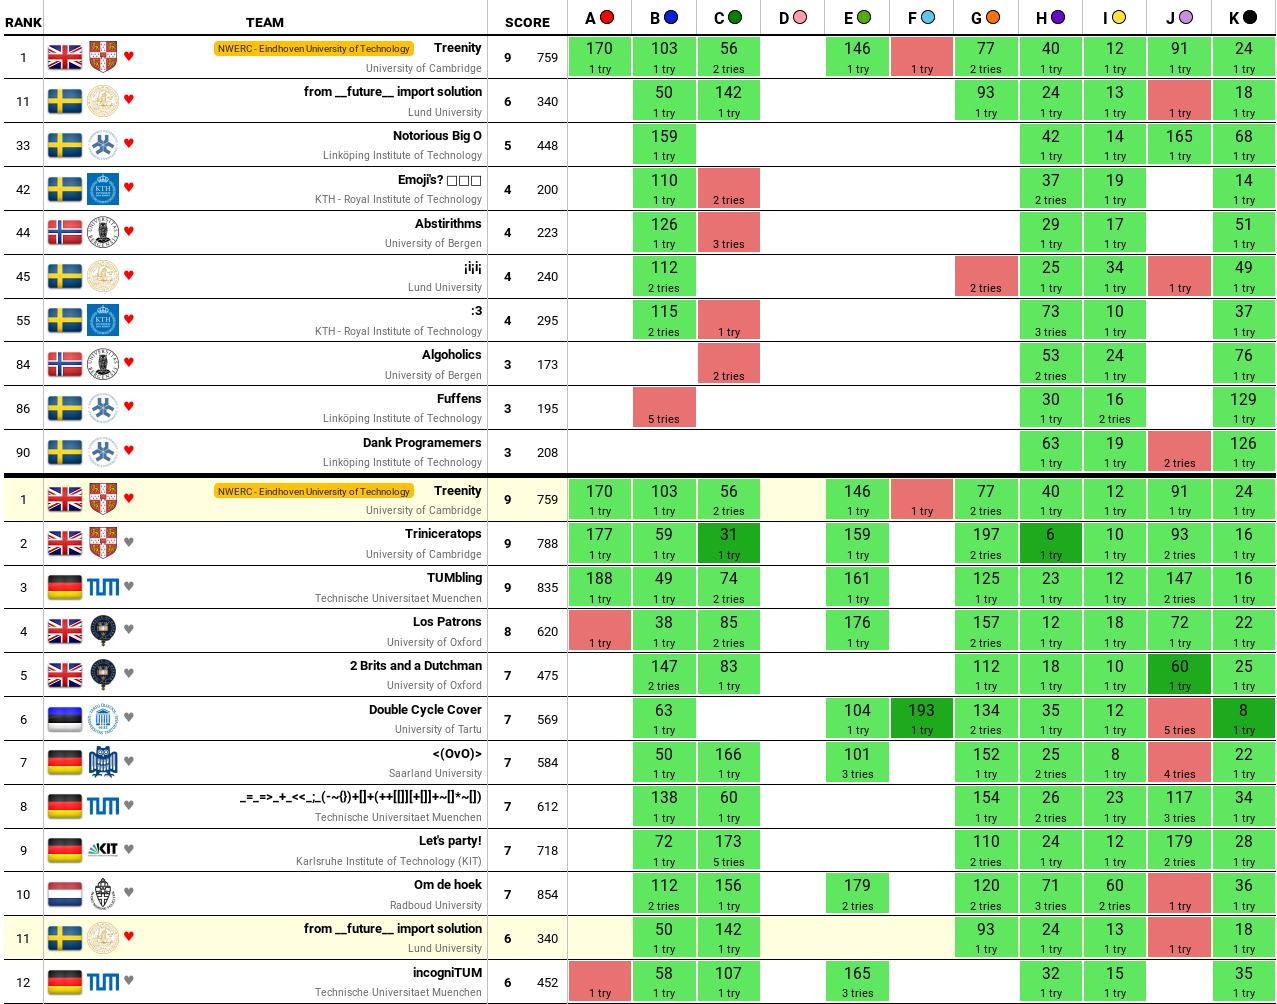 RANK TEAM SCORE A B C D E F G H I J K
1 NWERC - Eindhoven University of Technology Treenity 9 759 170 103 56 146 77 40 12 91 24
University of Cambridge 1 try 1 try 2 tries 1 try 1 try 2 tries 1 try 1 try 1 try 1 try
11 from __future__ import solution 6 340 50 142 93 24 13 18
Lund University 1 try 1 try 1 try 1 try 1 try 1 try 1 try
33 Notorious Big O 5 448 159 42 14 165 68
Linköping Institute of Technology 1 try 1 try 1 try 1 try 1 try
42 Emoji's? □□□ 4 200 110 37 19 14
KTH - Royal Institute of Technology 1 try 2 tries 2 tries 1 try 1 try
44 Abstirithms 4 223 126 29 17 51
University of Bergen 1 try 3 tries 1 try 1 try 1 try
45 ¡i¡i¡ 4 240 112 25 34 49
Lund University 2 tries 2 tries 1 try 1 try 1 try 1 try
55 :3 4 295 115 73 10 37
KTH - Royal Institute of Technology 2 tries 1 try 3 tries 1 try 1 try
84 Algoholics 3 173 53 24 76
University of Bergen 2 tries 2 tries 1 try 1 try
86 Fuffens 3 195 30 16 129
Linköping Institute of Technology 5 tries 1 try 2 tries 1 try
90 Dank Programemers 3 208 63 19 126
Linköping Institute of Technology 1 try 1 try 2 tries 1 try
1 NWERC - Eindhoven University of Technology Treenity 9 759 170 103 56 146 77 40 12 91 24
University of Cambridge 1 try 1 try 2 tries 1 try 1 try 2 tries 1 try 1 try 1 try 1 try
2 Triniceratops 9 788 177 59 31 159 197 6 10 93 16
University of Cambridge 1 try 1 try 1 try 1 try 2 tries 1 try 1 try 2 tries 1 try
3 TUMbling 9 835 188 49 74 161 125 23 12 147 16
Technische Universitaet Muenchen 1 try 1 try 2 tries 1 try 1 try 1 try 1 try 2 tries 1 try
4 Los Patrons 8 620 38 85 176 157 12 18 72 22
University of Oxford 1 try 1 try 2 tries 1 try 2 tries 1 try 1 try 1 try 1 try
5 2 Brits and a Dutchman 7 475 147 83 112 18 10 60 25
University of Oxford 2 tries 1 try 1 try 1 try 1 try 1 try 1 try
6 Double Cycle Cover 7 569 63 104 193 134 35 12 8
University of Tartu 1 try 1 try 1 try 2 tries 1 try 1 try 5 tries 1 try
7 <(OvO)> 7 584 50 166 101 152 25 8 22
Saarland University 1 try 1 try 3 tries 1 try 2 tries 1 try 4 tries 1 try
8 _=_=>_+_<<_;_(-~{})+[]+(++[[]][+[]]+~[]*~[]) 7 612 138 60 154 26 23 117 34
Technische Universitaet Muenchen 1 try 1 try 1 try 2 tries 1 try 3 tries 1 try
9 KIT Let's party! 7 718 72 173 110 24 12 179 28
Karlsruhe Institute of Technology (KIT) 1 try 5 tries 2 tries 1 try 1 try 2 tries 1 try
10 Om de hoek 7 854 112 156 179 120 71 60 36
Radboud University 2 tries 1 try 2 tries 2 tries 3 tries 2 tries 1 try 1 try
11 from __future__ import solution 6 340 50 142 93 24 13 18
Lund University 1 try 1 try 1 try 1 try 1 try 1 try 1 try
12 incogniTUM 6 452 58 107 165 32 15 35
Technische Universitaet Muenchen 1 try 1 try 1 try 3 tries 1 try 1 try 1 try